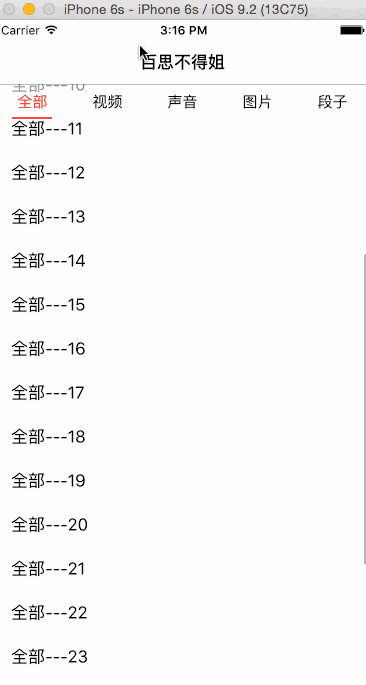 iPhone 6s - iPhone 6s / iOS 9.2 (13C75)
Carrier 3:16 PM
百思不得姐
全部---10
全部 视频 声音 图片 段子
全部---11
全部---12
全部---13
全部---14
全部---15
全部---16
全部---17
全部---18
全部---19
全部---20
全部---21
全部---22
全部---23